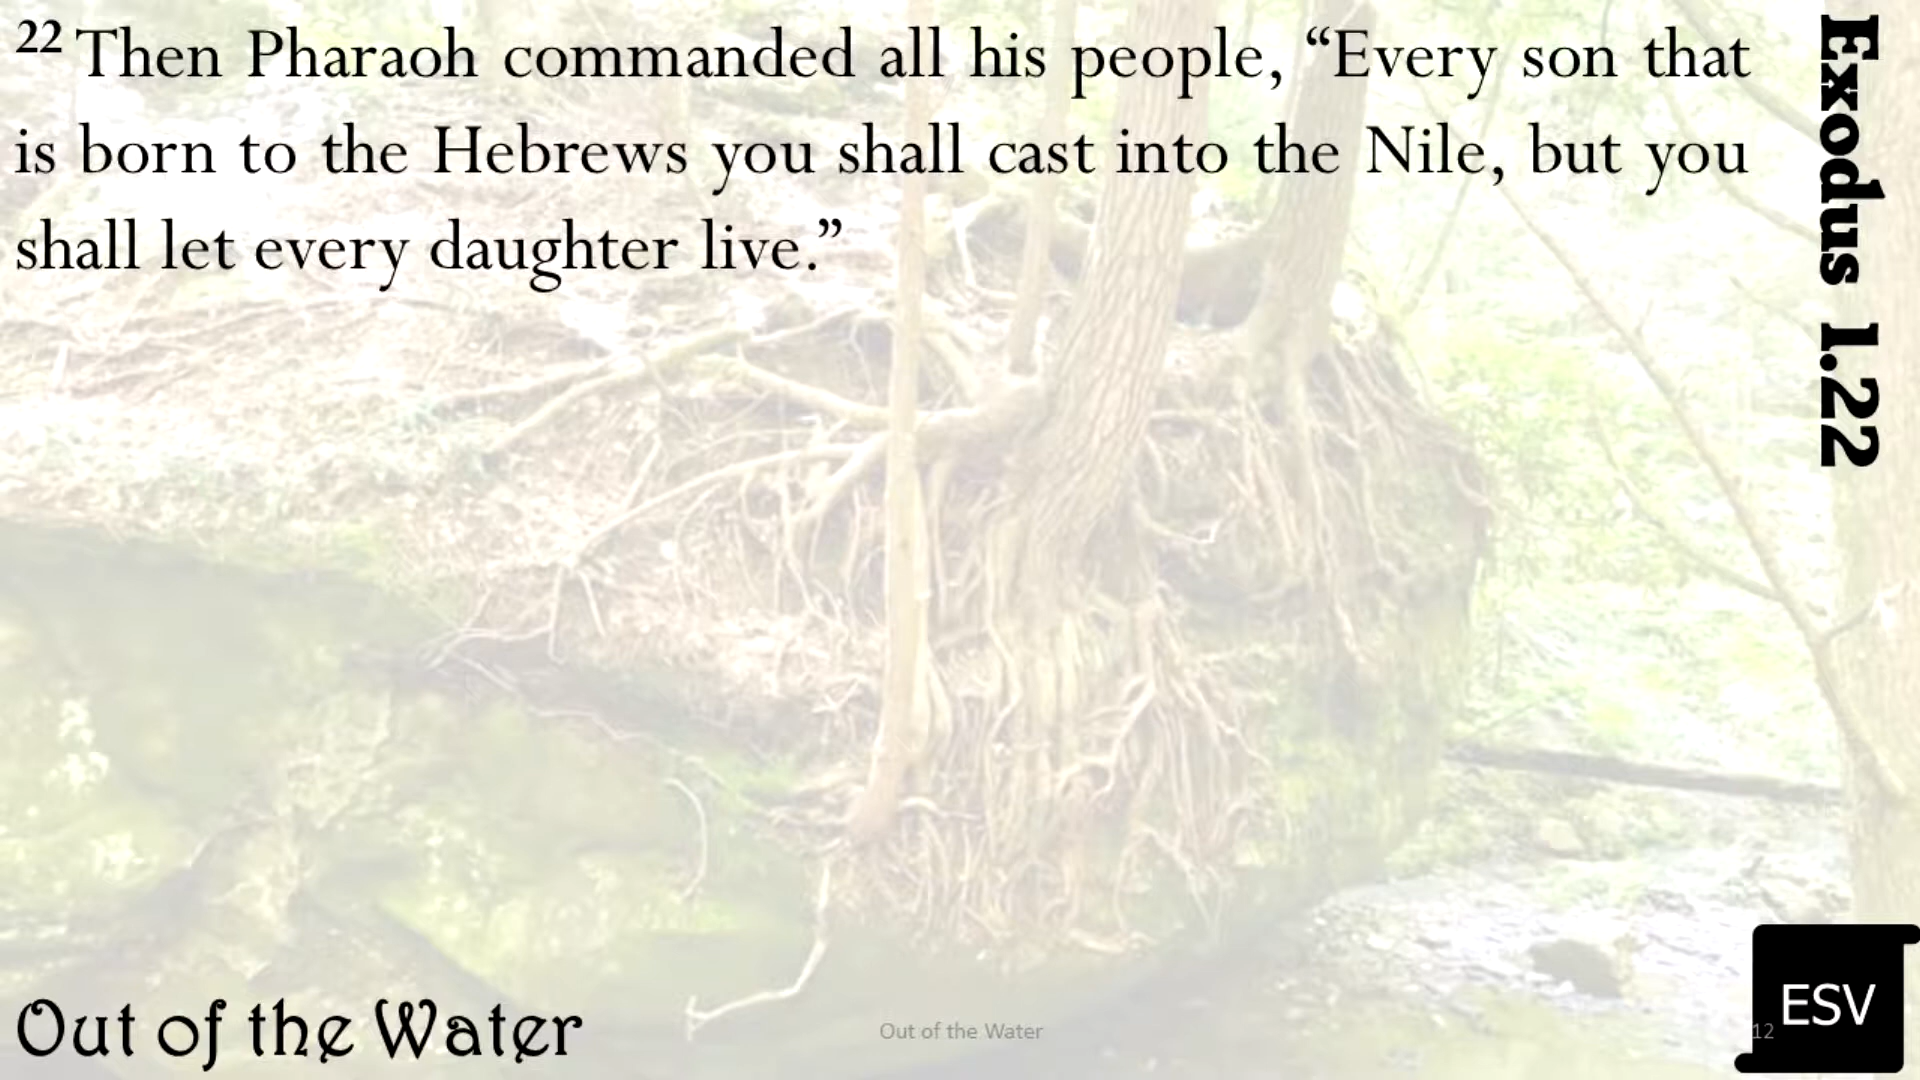 22 Then Pharaoh commanded all his people, “Every son that
is born to the Hebrews you shall cast into the Nile, but you
shall let every daughter live.”
Exodus 1.22
Out of the Water
Out of the Water
12
ESV